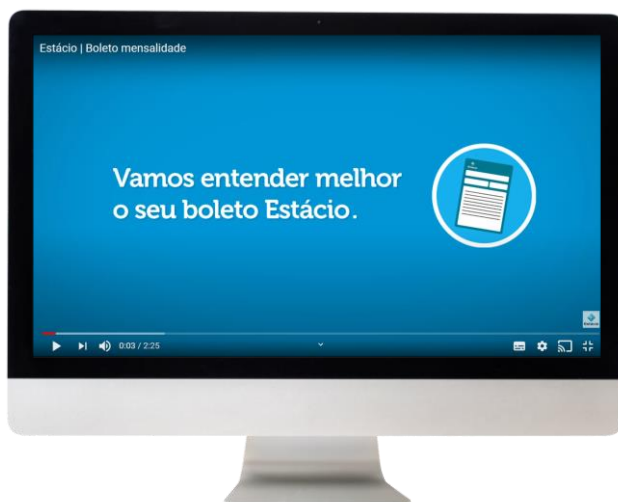 Estácio | Boleto mensalidade
Vamos entender melhor
o seu boleto Estácio.
0:03 / 2:25